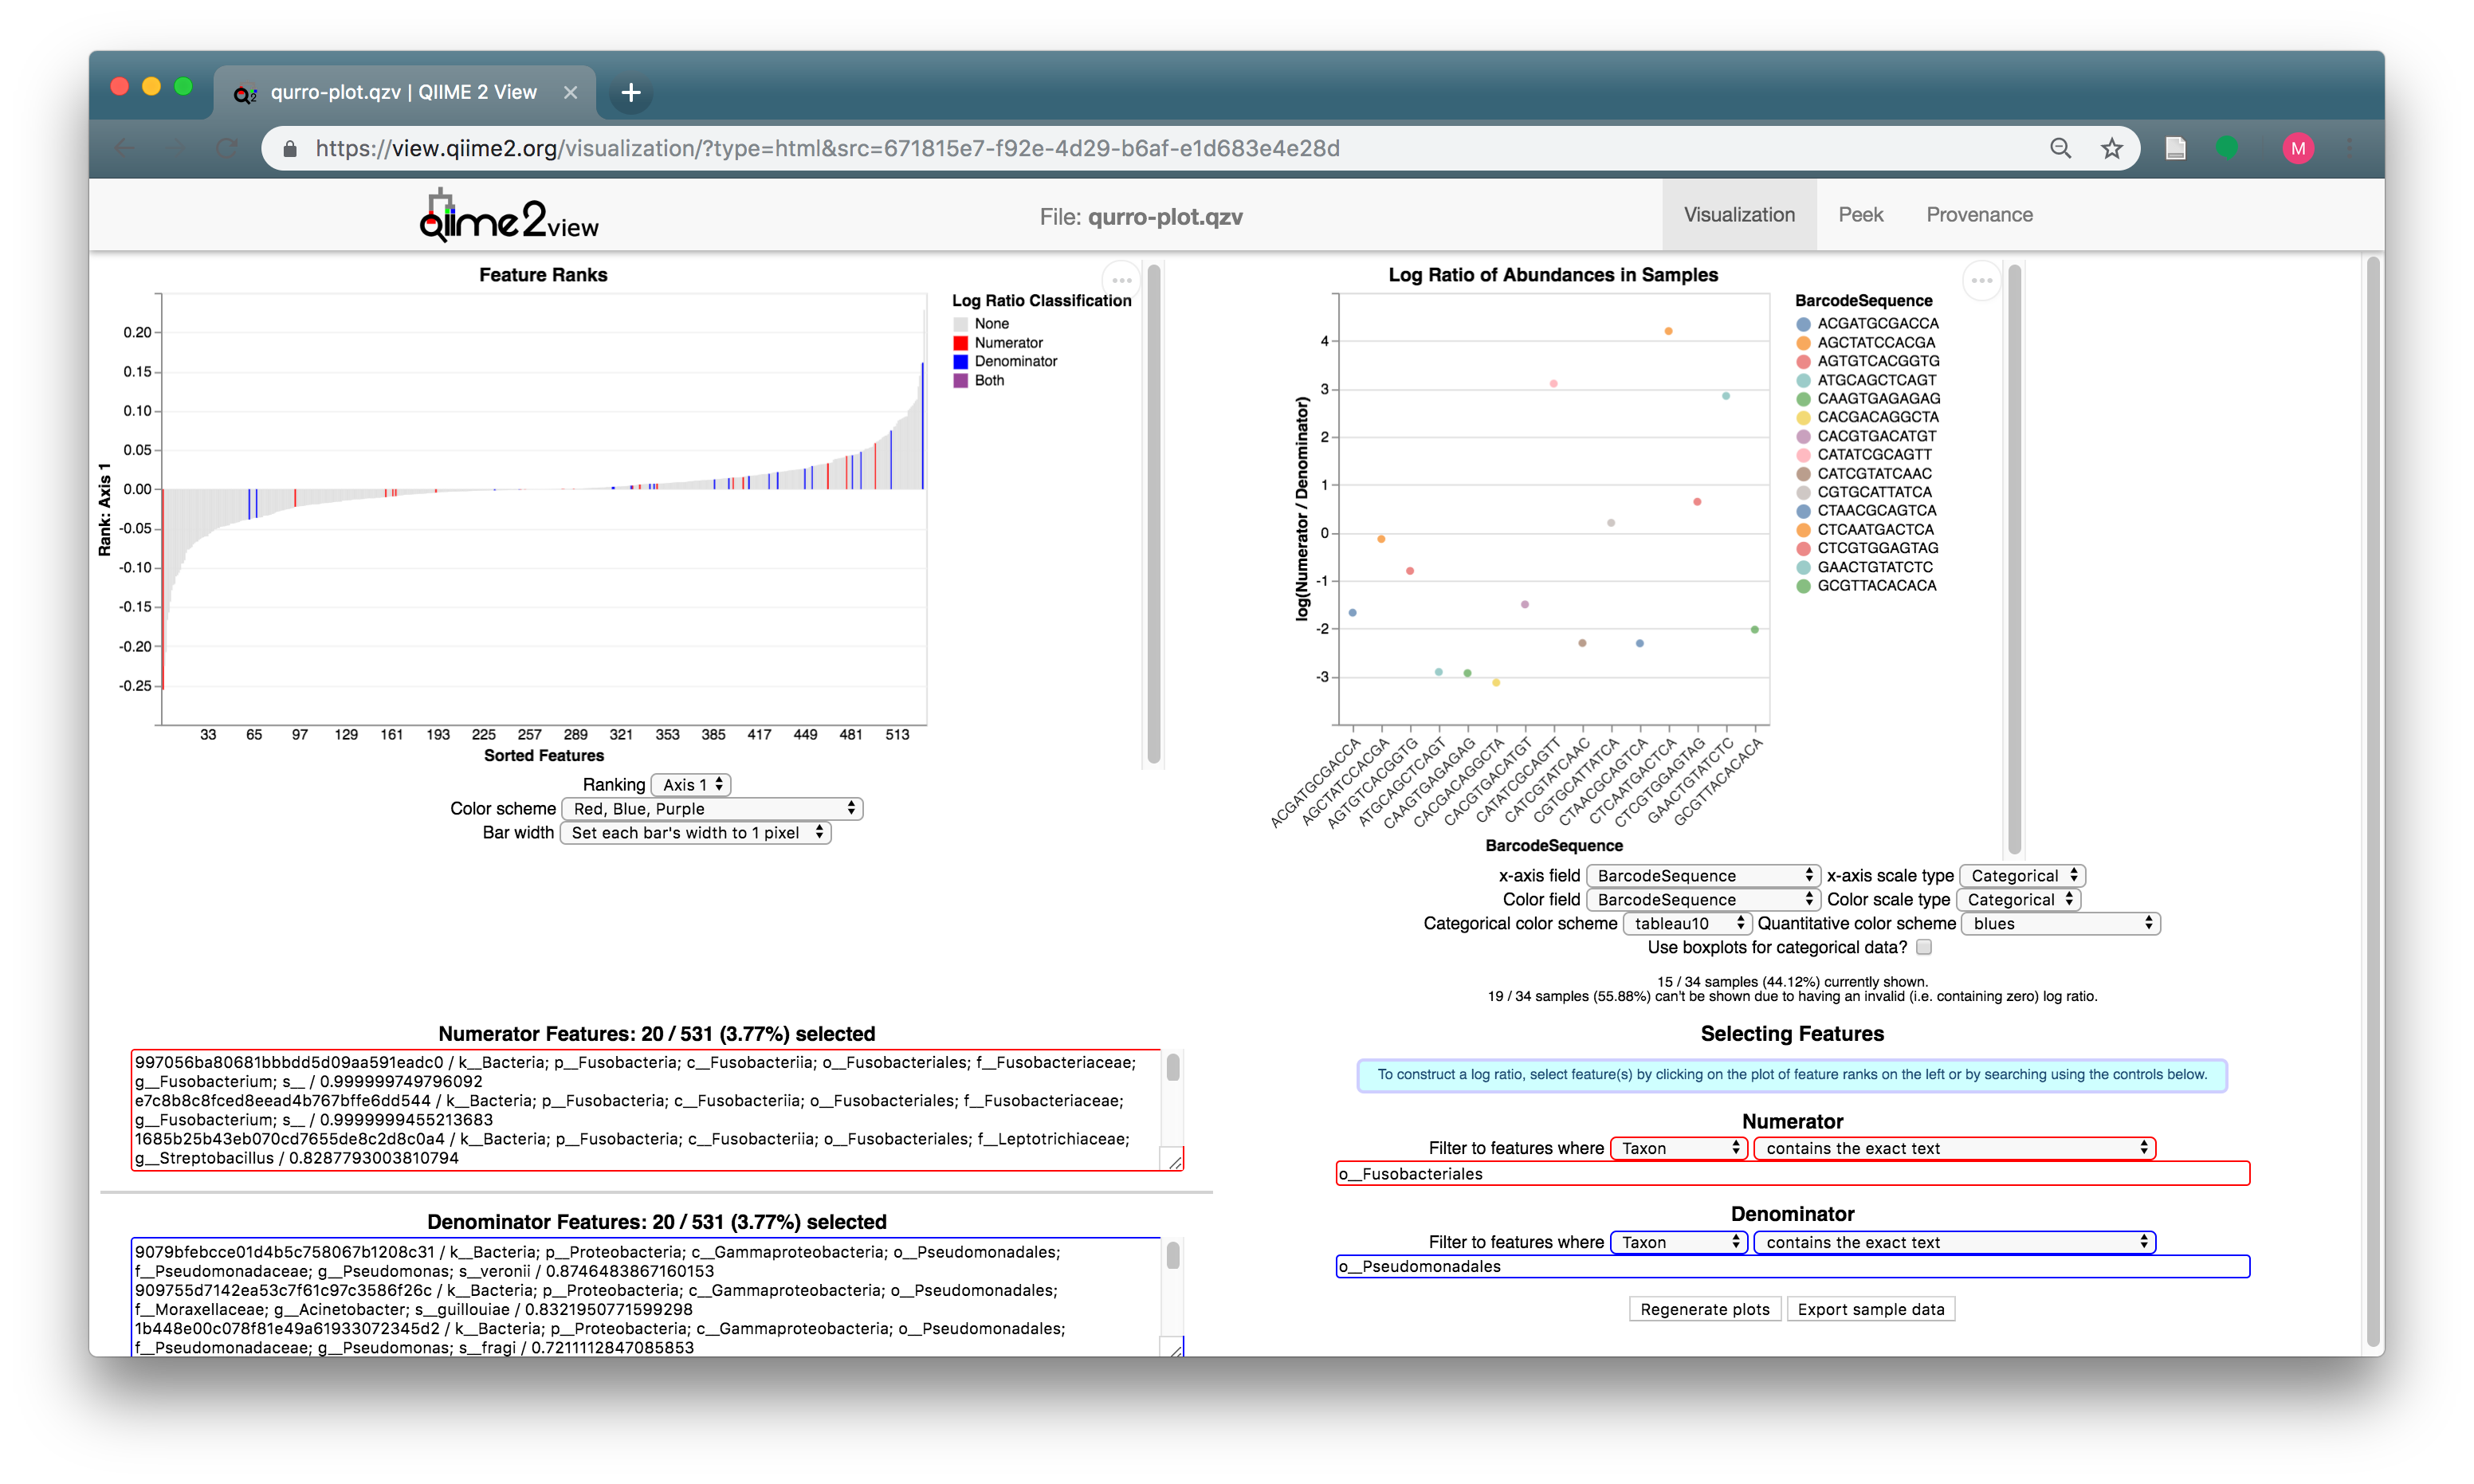 qurro-plot.qzv | QIIME 2 View
https://view.qiime2.org/visualization/?type=html&src=671815e7-f92e-4d29-b6af-e1d683e4e28d
M
qiime2view
File: qurro-plot.qzv
Visualization
Peek
Provenance
Feature Ranks
Rank: Axis 1
0.20
0.15
0.10
0.05
0.00
-0.05
-0.10
-0.15
-0.20
-0.25
33 65 97 129 161 193 225 257 289 321 353 385 417 449 481 513
Sorted Features
Log Ratio Classification
None
Numerator
Denominator
Both
Ranking Axis 1
Color scheme Red, Blue, Purple
Bar width Set each bar's width to 1 pixel
Log Ratio of Abundances in Samples
log(Numerator / Denominator)
4
3
2
1
0
-1
-2
-3
ACGATGCGACCA
AGCTATCCACGA
AGTGTCACGGTG
ATGCAGCTCAGT
CAAGTGAGAGAG
CACGACAGGCTA
CACGTGACATGT
CATATCGCAGTT
CATCGTATCAAC
CGTGCATTATCA
CTAACGCAGTCA
CTCAATGACTCA
CTCGTGGAGTAG
GAACTGTATCTC
GCGTTACACACA
BarcodeSequence
BarcodeSequence
ACGATGCGACCA
AGCTATCCACGA
AGTGTCACGGTG
ATGCAGCTCAGT
CAAGTGAGAGAG
CACGACAGGCTA
CACGTGACATGT
CATATCGCAGTT
CATCGTATCAAC
CGTGCATTATCA
CTAACGCAGTCA
CTCAATGACTCA
CTCGTGGAGTAG
GAACTGTATCTC
GCGTTACACACA
x-axis field BarcodeSequence x-axis scale type Categorical
Color field BarcodeSequence Color scale type Categorical
Categorical color scheme tableau10 Quantitative color scheme blues
Use boxplots for categorical data?
15 / 34 samples (44.12%) currently shown.
19 / 34 samples (55.88%) can't be shown due to having an invalid (i.e. containing zero) log ratio.
Numerator Features: 20 / 531 (3.77%) selected
997056ba80681bbbdd5d09aa591eadc0 / k__Bacteria; p__Fusobacteria; c__Fusobacteriia; o__Fusobacteriales; f__Fusobacteriaceae;
g__Fusobacterium; s__ / 0.999999749796092
e7c8b8c8fced8eead4b767bffe6dd544 / k__Bacteria; p__Fusobacteria; c__Fusobacteriia; o__Fusobacteriales; f__Fusobacteriaceae;
g__Fusobacterium; s__ / 0.9999999455213683
1685b25b43eb070cd7655de8c2d8c0a4 / k__Bacteria; p__Fusobacteria; c__Fusobacteriia; o__Fusobacteriales; f__Leptotrichiaceae;
g__Streptobacillus / 0.8287793003810794
Denominator Features: 20 / 531 (3.77%) selected
9079bfebcce01d4b5c758067b1208c31 / k__Bacteria; p__Proteobacteria; c__Gammaproteobacteria; o__Pseudomonadales;
f__Pseudomonadaceae; g__Pseudomonas; s__veronii / 0.8746483867160153
909755d7142ea53c7f61c97c3586f26c / k__Bacteria; p__Proteobacteria; c__Gammaproteobacteria; o__Pseudomonadales;
f__Moraxellaceae; g__Acinetobacter; s__guillouiae / 0.8321950771599298
1b448e00c078f81e49a61933072345d2 / k__Bacteria; p__Proteobacteria; c__Gammaproteobacteria; o__Pseudomonadales;
f__Pseudomonadaceae; g__Pseudomonas; s__fragi / 0.7211112847085853
Selecting Features
To construct a log ratio, select feature(s) by clicking on the plot of feature ranks on the left or by searching using the controls below.
Numerator
Filter to features where Taxon contains the exact text
o__Fusobacteriales
Denominator
Filter to features where Taxon contains the exact text
o__Pseudomonadales
Regenerate plots
Export sample data